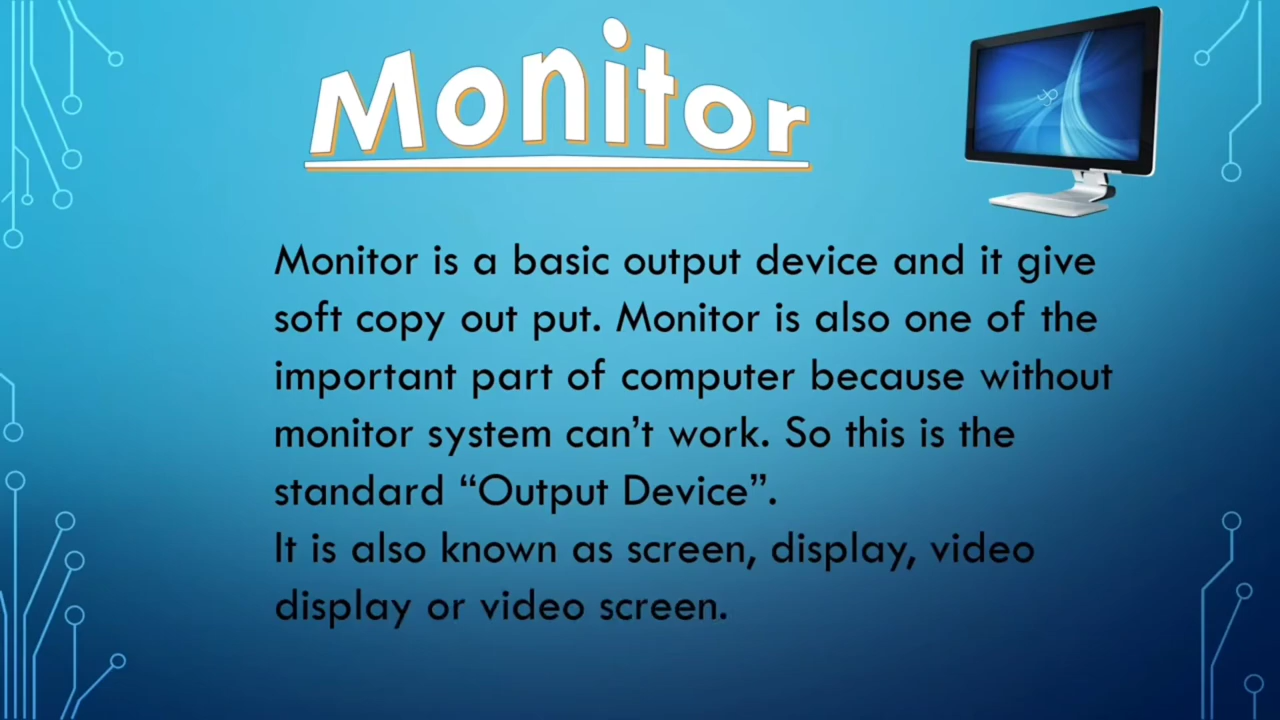 Monitor
Monitor is a basic output device and it give
soft copy out put. Monitor is also one of the
important part of computer because without
monitor system can’t work. So this is the
standard “Output Device”.
It is also known as screen, display, video
display or video screen.